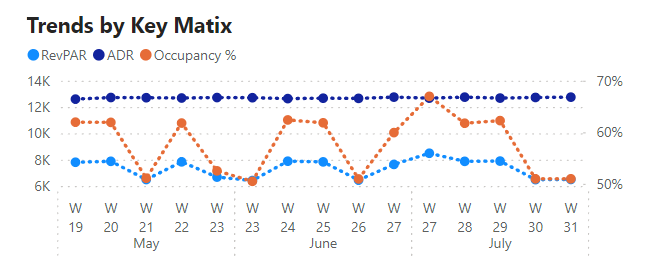 Trends by Key Matix
RevPAR ADR Occupancy %
14K 70%
12K
10K 60%
8K
6K 50%
W W W W W W W W W W W W W W W
19 20 21 22 23 23 24 25 26 27 27 28 29 30 31
May June July